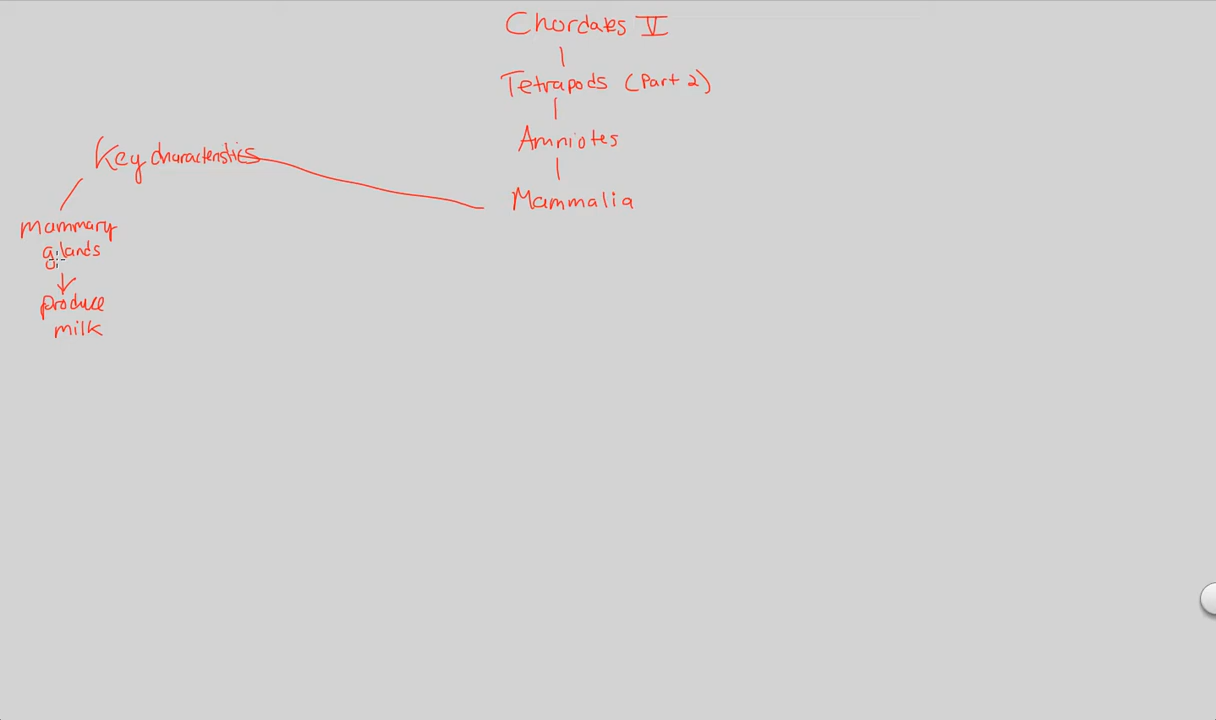 Chordates V
Tetrapods (Part 2)
Amniotes
Mammalia
Key characteristics
mammary
glands
produce
milk